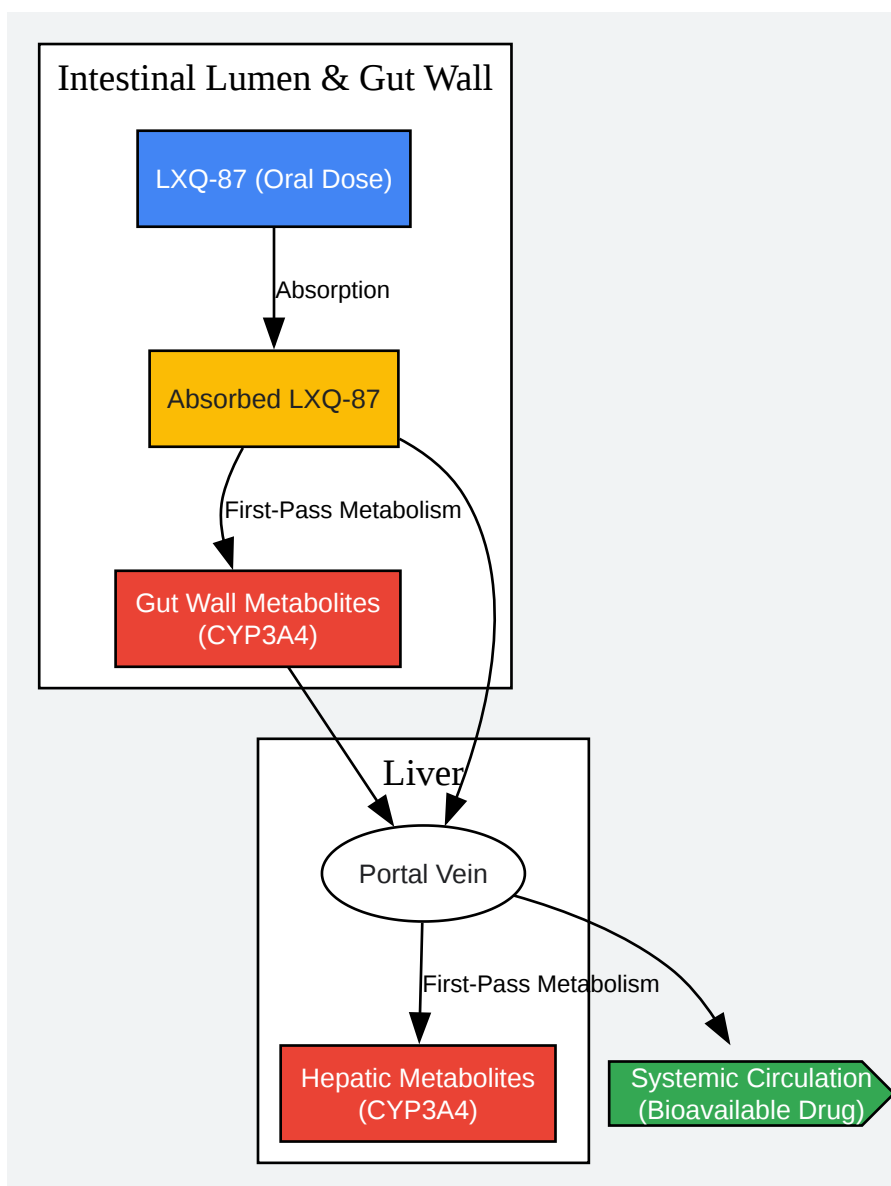 Intestinal Lumen & Gut Wall
LXQ-87 (Oral Dose)
Absorption
Absorbed LXQ-87
First-Pass Metabolism
Gut Wall Metabolites
(CYP3A4)
Liver
Portal Vein
First-Pass Metabolism
Hepatic Metabolites
(CYP3A4)
Systemic Circulation
(Bioavailable Drug)